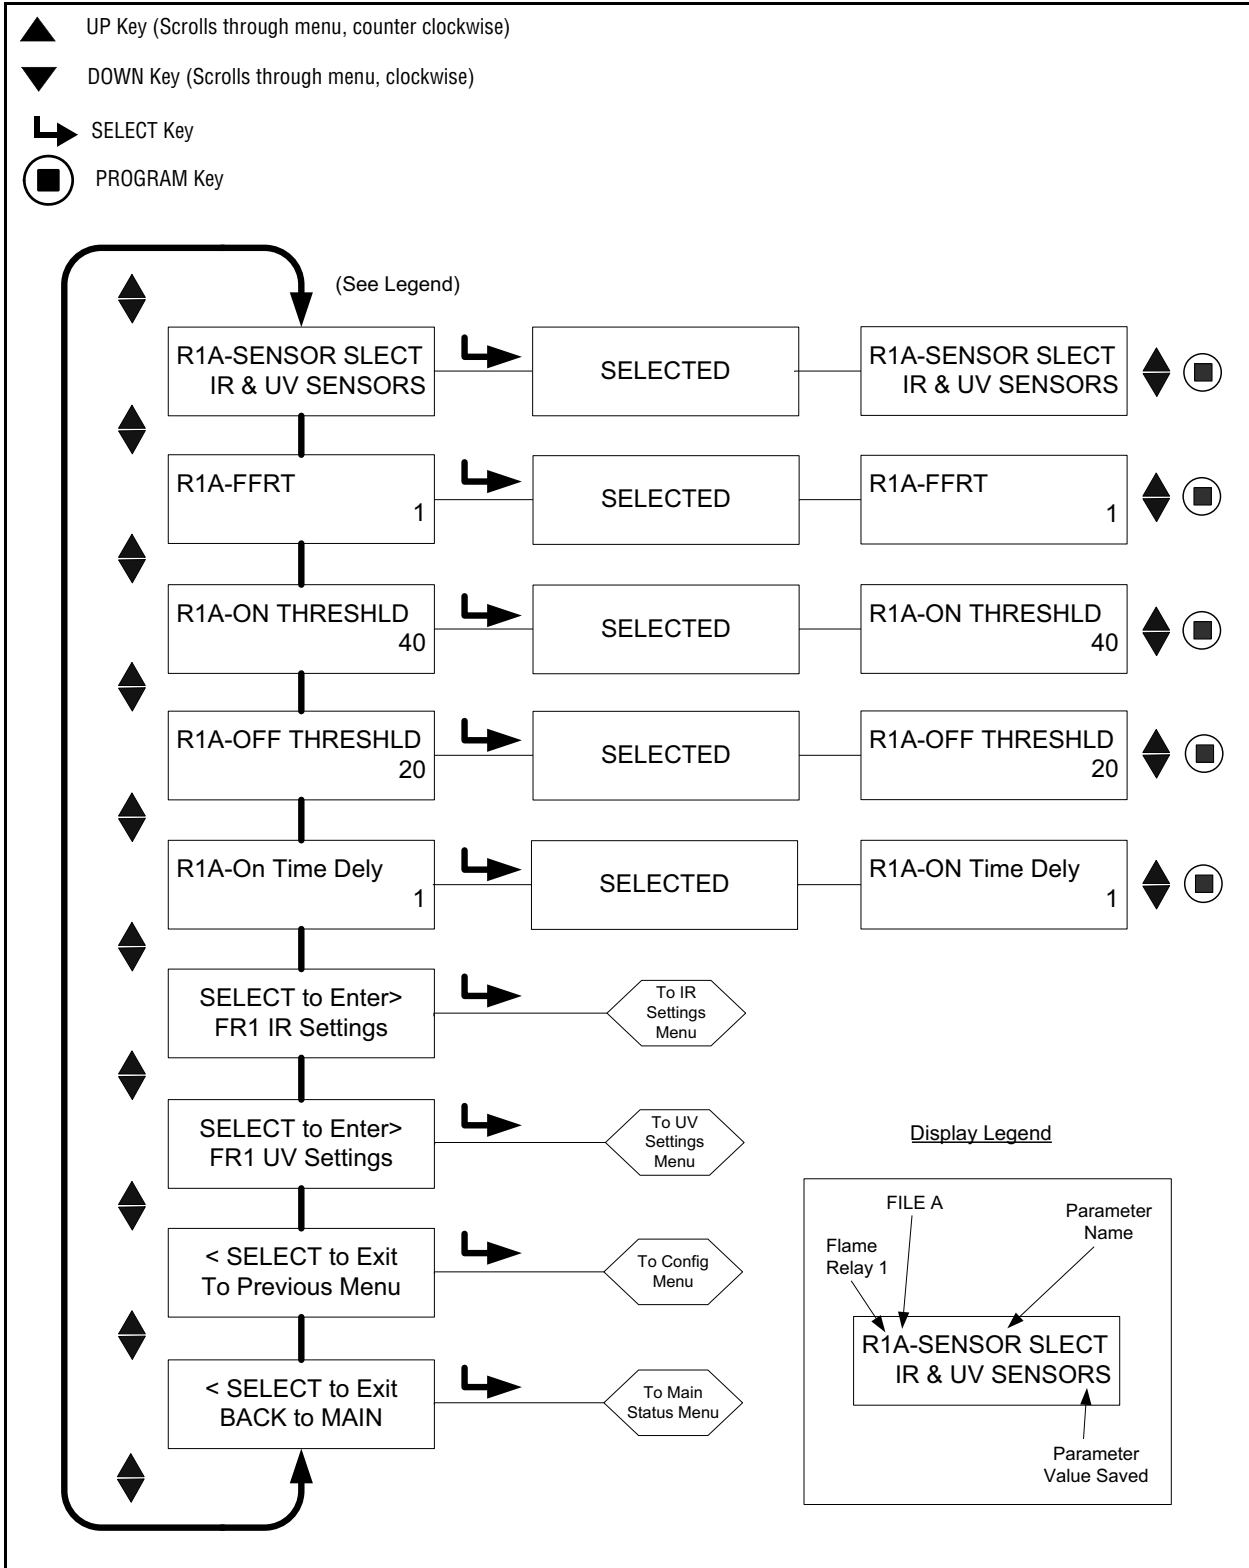 UP Key (Scrolls through menu, counter clockwise)
DOWN Key (Scrolls through menu, clockwise)
SELECT Key
PROGRAM Key
(See Legend)
R1A-SENSOR SLECT
IR & UV SENSORS
SELECTED
R1A-SENSOR SLECT
IR & UV SENSORS
R1A-FFRT
1
SELECTED
R1A-FFRT
1
R1A-ON THRESHLD
40
SELECTED
R1A-ON THRESHLD
40
R1A-OFF THRESHLD
20
SELECTED
R1A-OFF THRESHLD
20
R1A-On Time Dely
1
SELECTED
R1A-ON Time Dely
1
SELECT to Enter>
FR1 IR Settings
To IR
Settings
Menu
SELECT to Enter>
FR1 UV Settings
To UV
Settings
Menu
< SELECT to Exit
To Previous Menu
To Config
Menu
< SELECT to Exit
BACK to MAIN
To Main
Status Menu
Display Legend
FILE A
Parameter
Name
Flame
Relay 1
R1A-SENSOR SLECT
IR & UV SENSORS
Parameter
Value Saved